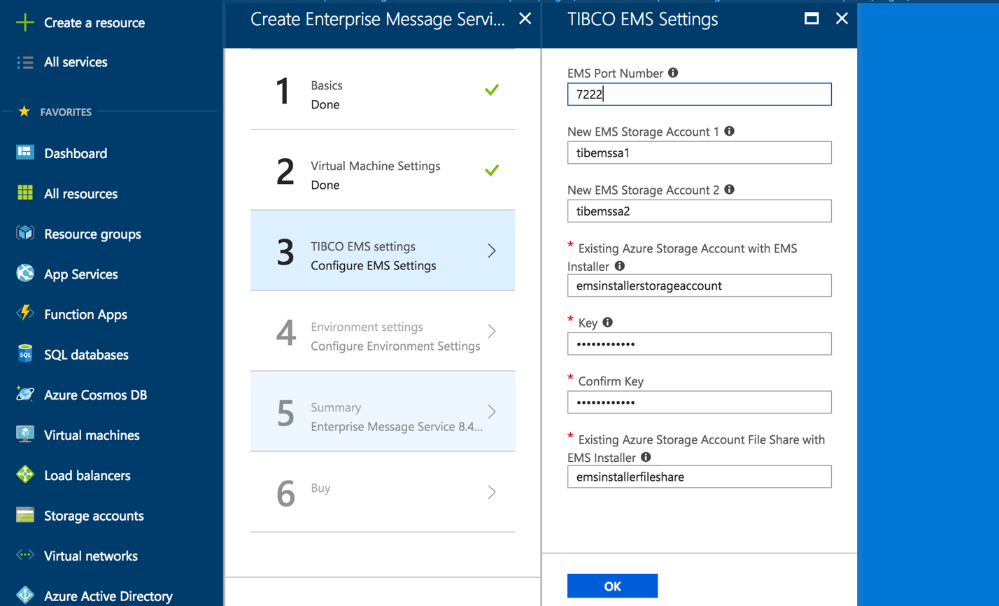 Create a resource
All services
FAVORITES
Dashboard
All resources
Resource groups
App Services
Function Apps
SQL
SQL databases
Azure Cosmos DB
Virtual machines
Load balancers
Storage accounts
Virtual networks
Azure Active Directory
Create Enterprise Message Servi...
1
Basics
Done
2
Virtual Machine Settings
Done
3
TIBCO EMS settings
Configure EMS Settings
4
Environment settings
Configure Environment Settings
5
Summary
Enterprise Message Service 8.4...
6
Buy
TIBCO EMS Settings
EMS Port Number
7222
New EMS Storage Account 1
tibemssa1
New EMS Storage Account 2
tibemssa2
* Existing Azure Storage Account with EMS
Installer
emsinstallerstorageaccount
* Key
••••••••••••
* Confirm Key
••••••••••••
* Existing Azure Storage Account File Share with
EMS Installer
emsinstallerfileshare
OK